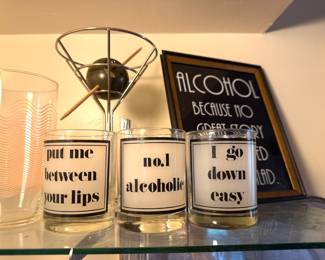 ALCOHOL
BECAUSE NO
GREAT STORY
put me
between
your lips
no.1
alcoholic
I go
down
easy